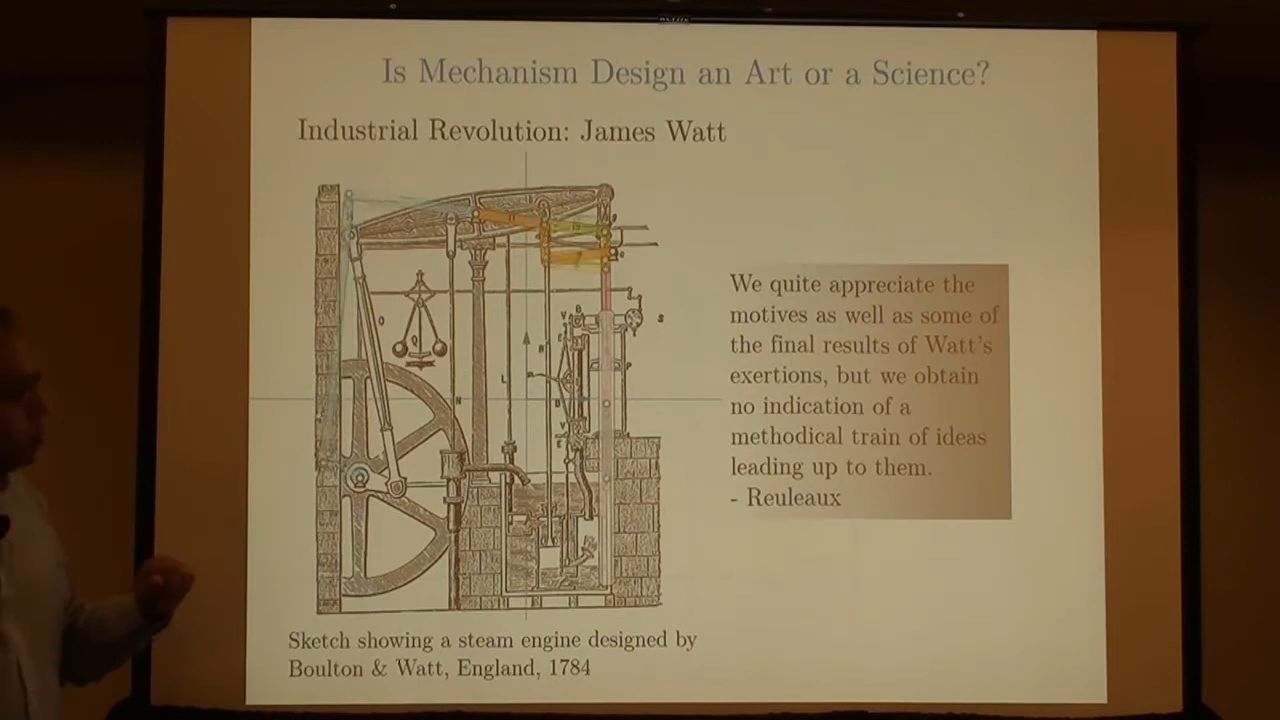 Is Mechanism Design an Art or a Science?
Industrial Revolution: James Watt
We quite appreciate the
motives as well as some of
the final results of Watt's
exertions, but we obtain
no indication of a
methodical train of ideas
leading up to them.
- Reuleaux
Sketch showing a steam engine designed by
Boulton & Watt, England, 1784